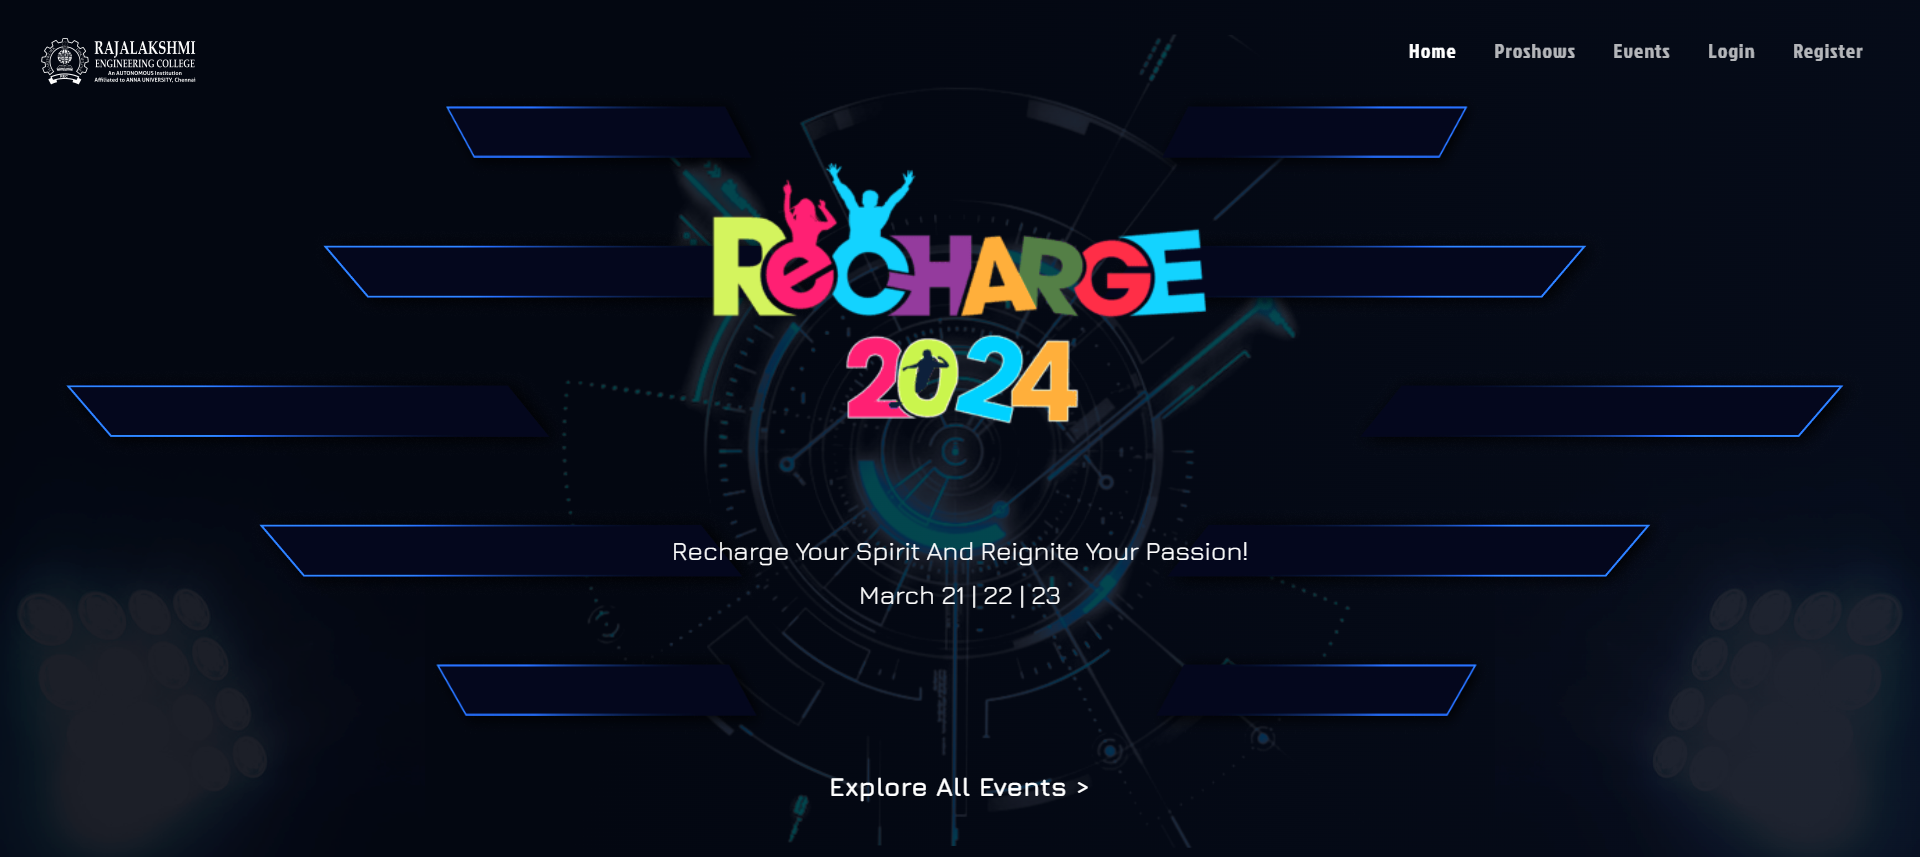 RAJALAKSHMI
ENGINEERING COLLEGE
An AUTONOMOUS Institution
Affiliated to ANNA UNIVERSITY, Chennai
Home Proshows Events Login Register
ReCHARGE
2024
Recharge Your Spirit And Reignite Your Passion!
March 21 | 22 | 23
Explore All Events >